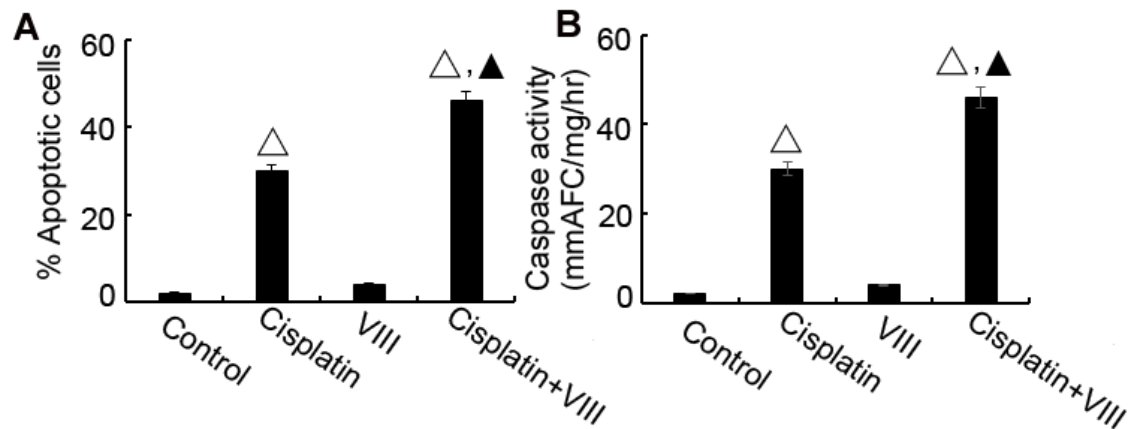 A
% Apoptotic cells
60
40
20
0
△
△,▲
Control
Cisplatin
VIII
Cisplatin+VIII
B
Caspase activity
(mmAFC/mg/hr)
60
40
20
0
△
△,▲
Control
Cisplatin
VIII
Cisplatin+VIII